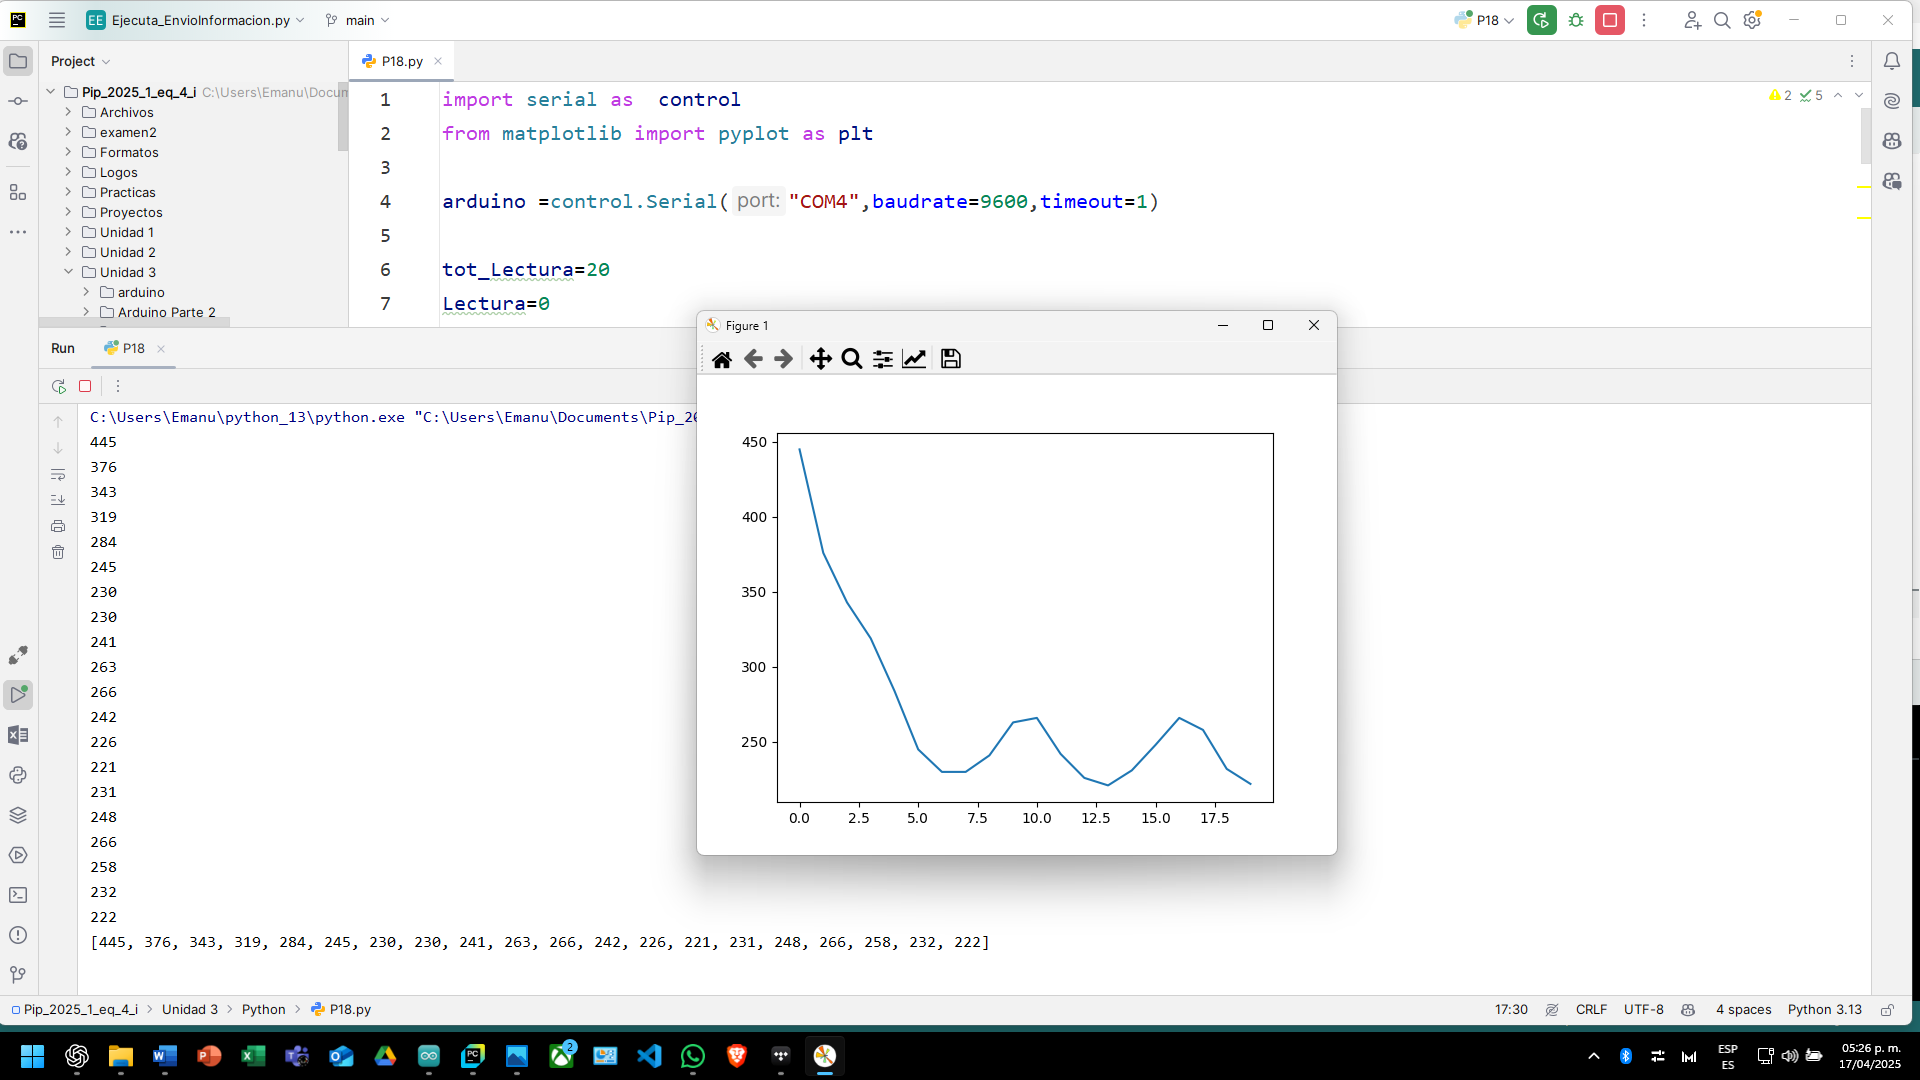 PC
EE Ejecuta_EnvioInformacion.py main P18
Project P18.py
Pip_2025_1_eq_4_i C:\Users\Emanu\Docum
Archivos
examen2
Formatos
Logos
Practicas
Proyectos
Unidad 1
Unidad 2
Unidad 3
arduino
Arduino Parte 2
1 import serial as  control
2 from matplotlib import pyplot as plt
3
4 arduino =control.Serial( port: "COM4",baudrate=9600,timeout=1)
5
6 tot_Lectura=20
7 Lectura=0
2 5
Run P18
C:\Users\Emanu\python_13\python.exe "C:\Users\Emanu\Documents\Pip_20
445
376
343
319
284
245
230
230
241
263
266
242
226
221
231
248
266
258
232
222
[445, 376, 343, 319, 284, 245, 230, 230, 241, 263, 266, 242, 226, 221, 231, 248, 266, 258, 232, 222]
Figure 1
450
400
350
300
250
0.0 2.5 5.0 7.5 10.0 12.5 15.0 17.5
Pip_2025_1_eq_4_i Unidad 3 Python P18.py
17:30 CRLF UTF-8 4 spaces Python 3.13
2
ESP
ES
05:26 p. m.
17/04/2025